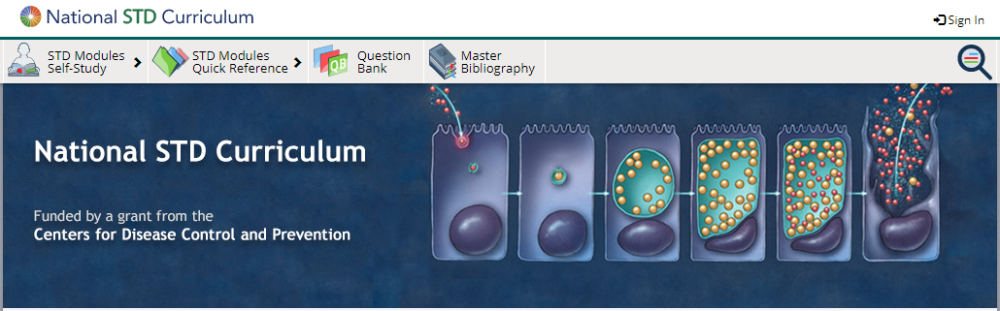 National STD Curriculum
Sign In
STD Modules
Self-Study
STD Modules
Quick Reference
QB
Question
Bank
Master
Bibliography
National STD Curriculum
Funded by a grant from the
Centers for Disease Control and Prevention